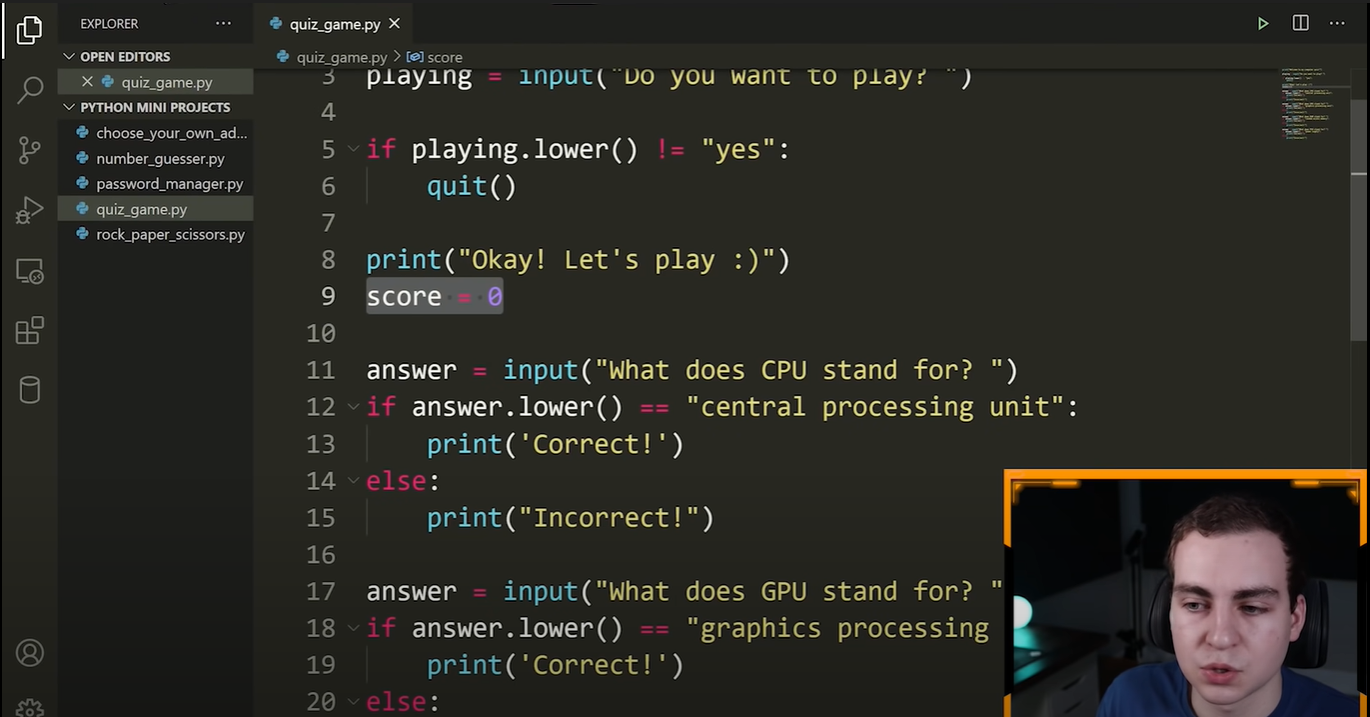 EXPLORER
···
quiz_game.py
OPEN EDITORS
quiz_game.py
PYTHON MINI PROJECTS
choose_your_own_ad...
number_guesser.py
password_manager.py
quiz_game.py
rock_paper_scissors.py
quiz_game.py > score
3 playing = input("Do you want to play? ")
4
5 if playing.lower() != "yes":
6 quit()
7
8 print("Okay! Let's play :)")
9 score = 0
10
11 answer = input("What does CPU stand for? ")
12 if answer.lower() == "central processing unit":
13 print('Correct!')
14 else:
15 print("Incorrect!")
16
17 answer = input("What does GPU stand for? "
18 if answer.lower() == "graphics processing
19 print('Correct!')
20 else: